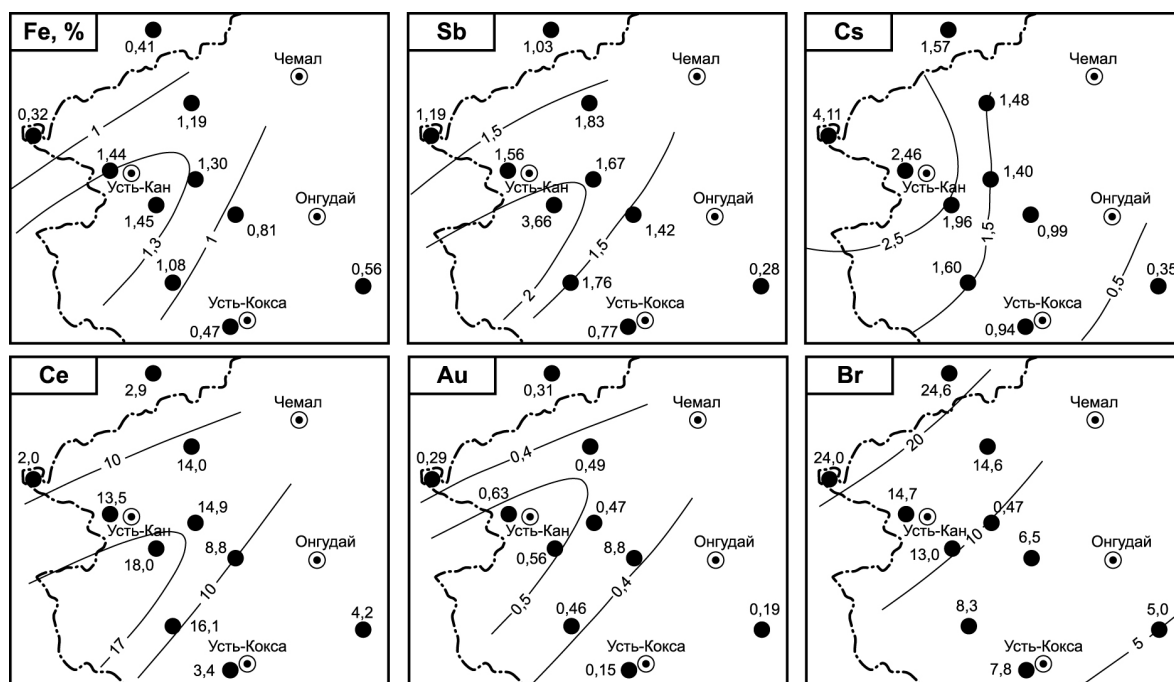 Fe, %
0,41
Чемал
0,32
1
1,19
1,44
1,30
Усть-Кан
1,45
0,81
Онгудай
1,3
1
1,08
0,56
Усть-Кокса
0,47
Sb
1,03
Чемал
1,19
1,5
1,83
1,56
1,67
Усть-Кан
3,66
1,42
Онгудай
1,5
2
1,76
0,28
Усть-Кокса
0,77
Cs
1,57
Чемал
4,11
1,48
2,46
1,40
Усть-Кан
1,96
0,99
Онгудай
2,5
1,5
1,60
0,5
0,35
Усть-Кокса
0,94
Ce
2,9
Чемал
2,0
10
14,0
13,5
14,9
Усть-Кан
18,0
8,8
Онгудай
10
17
16,1
4,2
Усть-Кокса
3,4
Au
0,31
Чемал
0,29
0,4
0,49
0,63
0,47
Усть-Кан
0,56
8,8
Онгудай
0,5
0,4
0,46
0,19
Усть-Кокса
0,15
Br
24,6
Чемал
20
24,0
14,6
14,7
0,47
Усть-Кан
10
13,0
6,5
Онгудай
8,3
5,0
5
Усть-Кокса
7,8